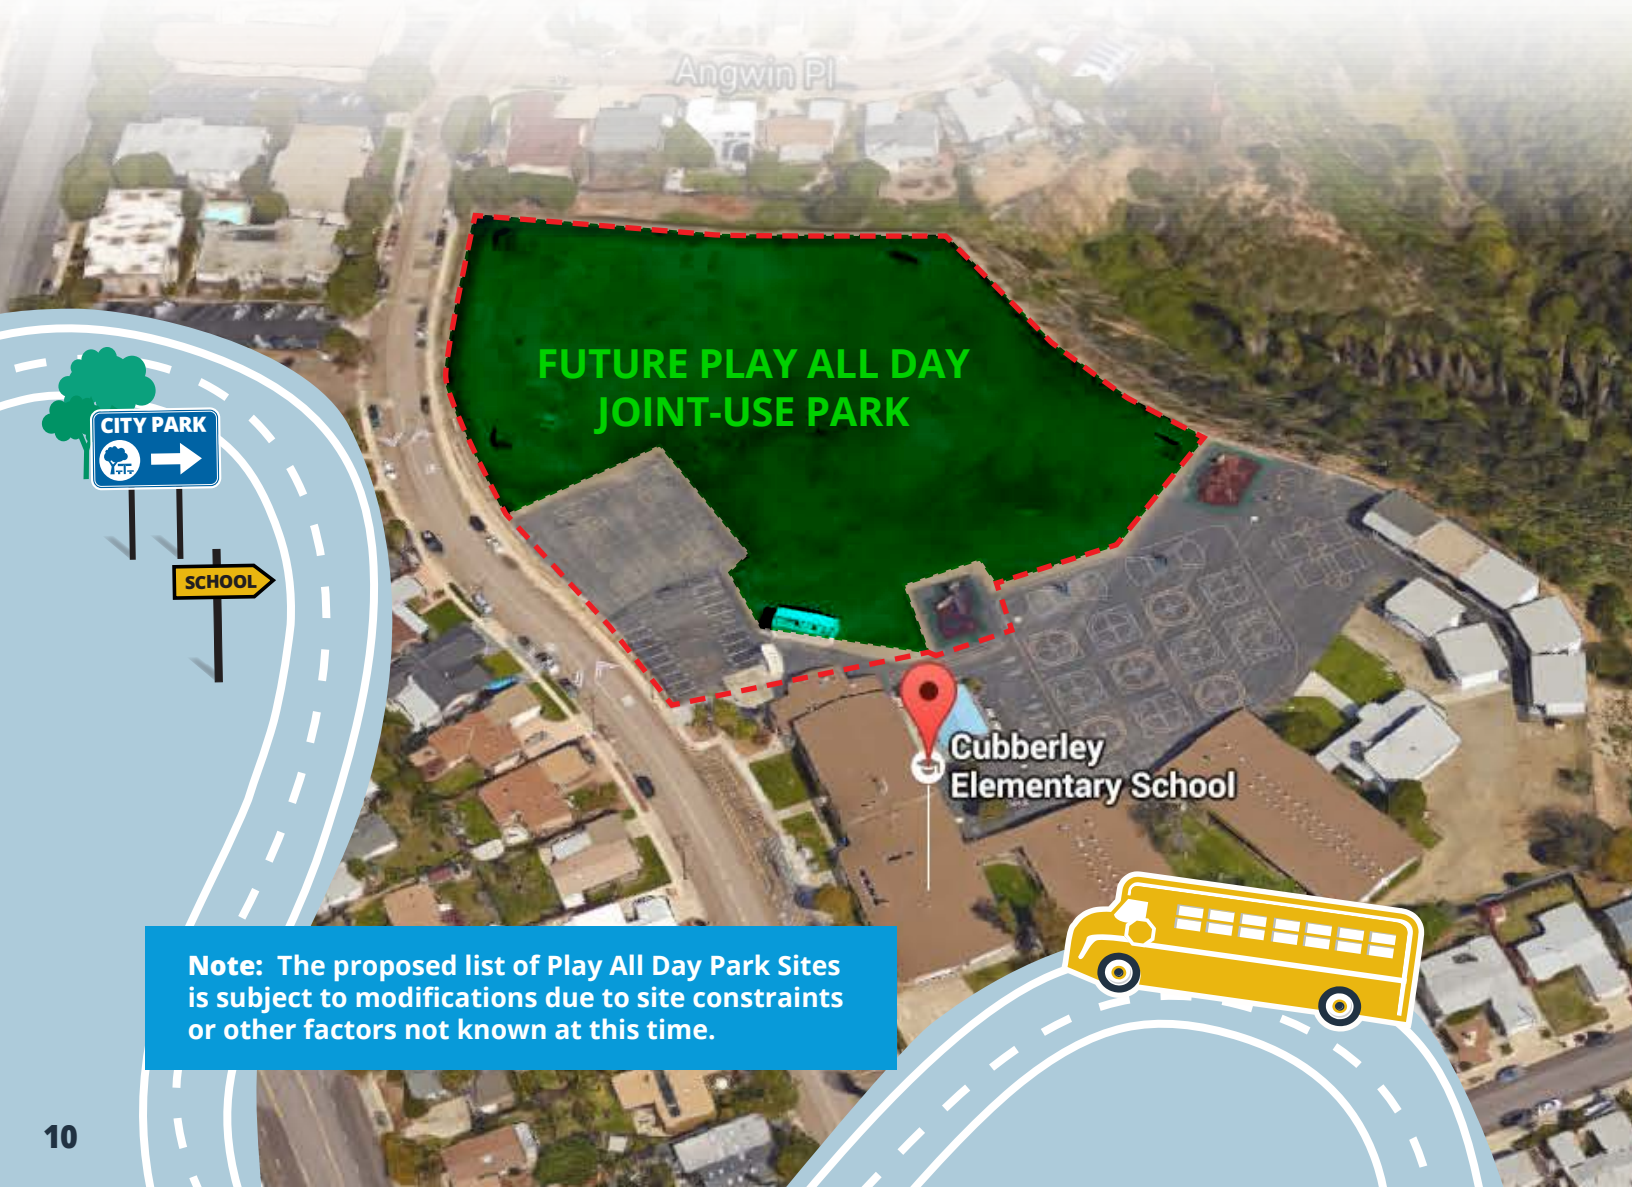 Angwin Pl
FUTURE PLAY ALL DAY
JOINT-USE PARK
CITY PARK
SCHOOL
Cubberley
Elementary School
Note: The proposed list of Play All Day Park Sites
is subject to modifications due to site constraints
or other factors not known at this time.
10